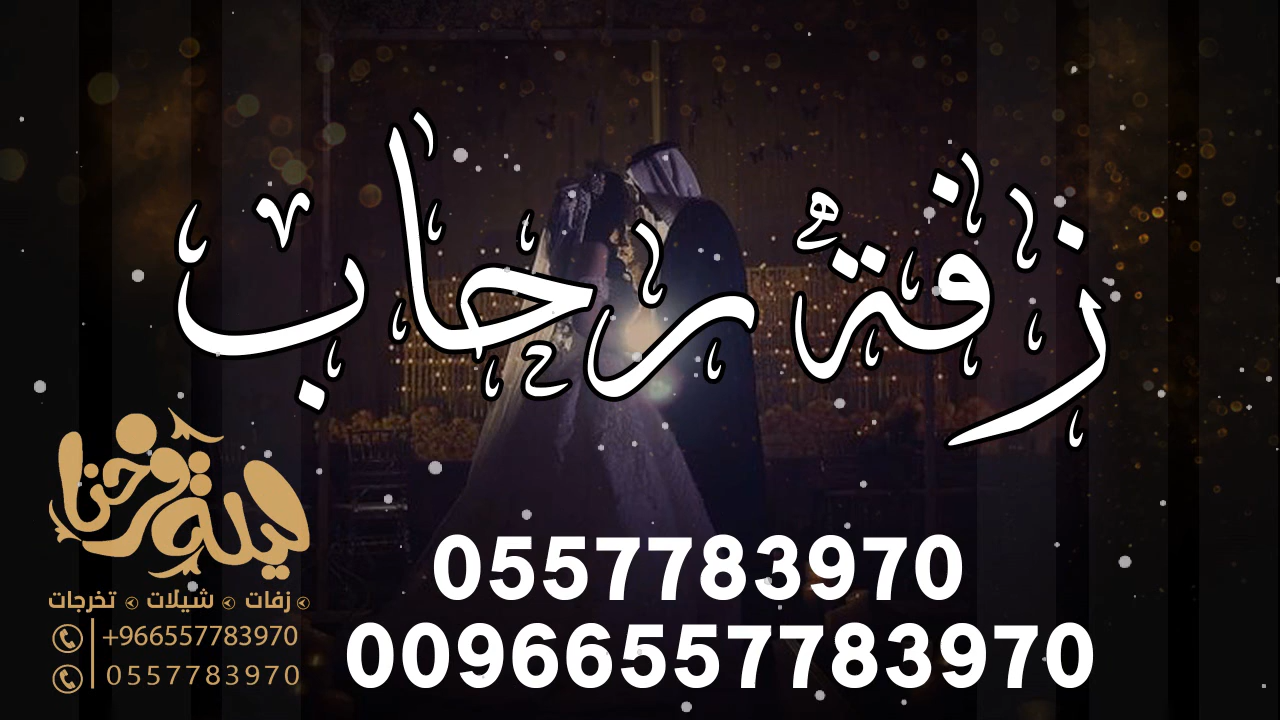 زفة رحاب
0557783970
00966557783970
ليلة فرحنا
زفات > شيلات > تخرجات >
+966557783970
0557783970